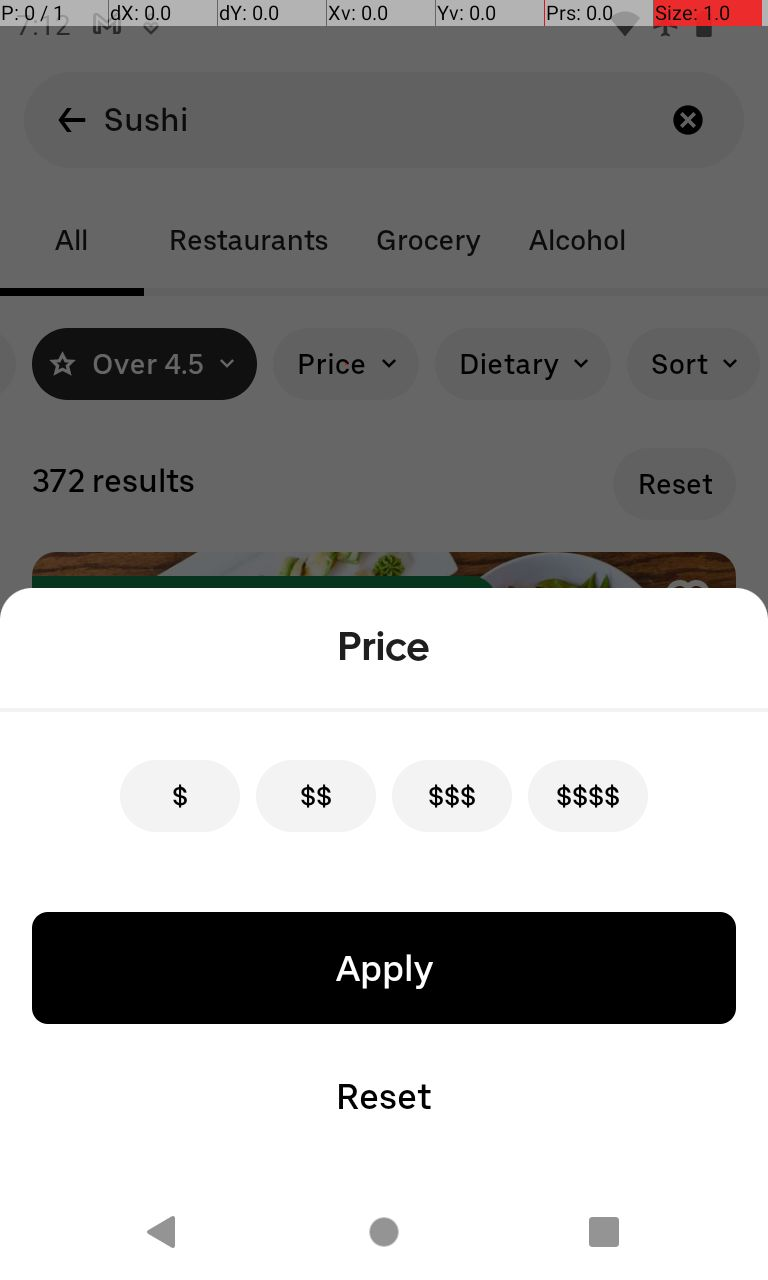 P: 0 / 1 dX: 0.0 dY: 0.0 Xv: 0.0 Yv: 0.0 Prs: 0.0 Size: 1.0
7:12
Sushi
All Restaurants Grocery Alcohol
Over 4.5 Price Dietary Sort
372 results Reset
Price
$ $$ $$$ $$$$
Apply
Reset